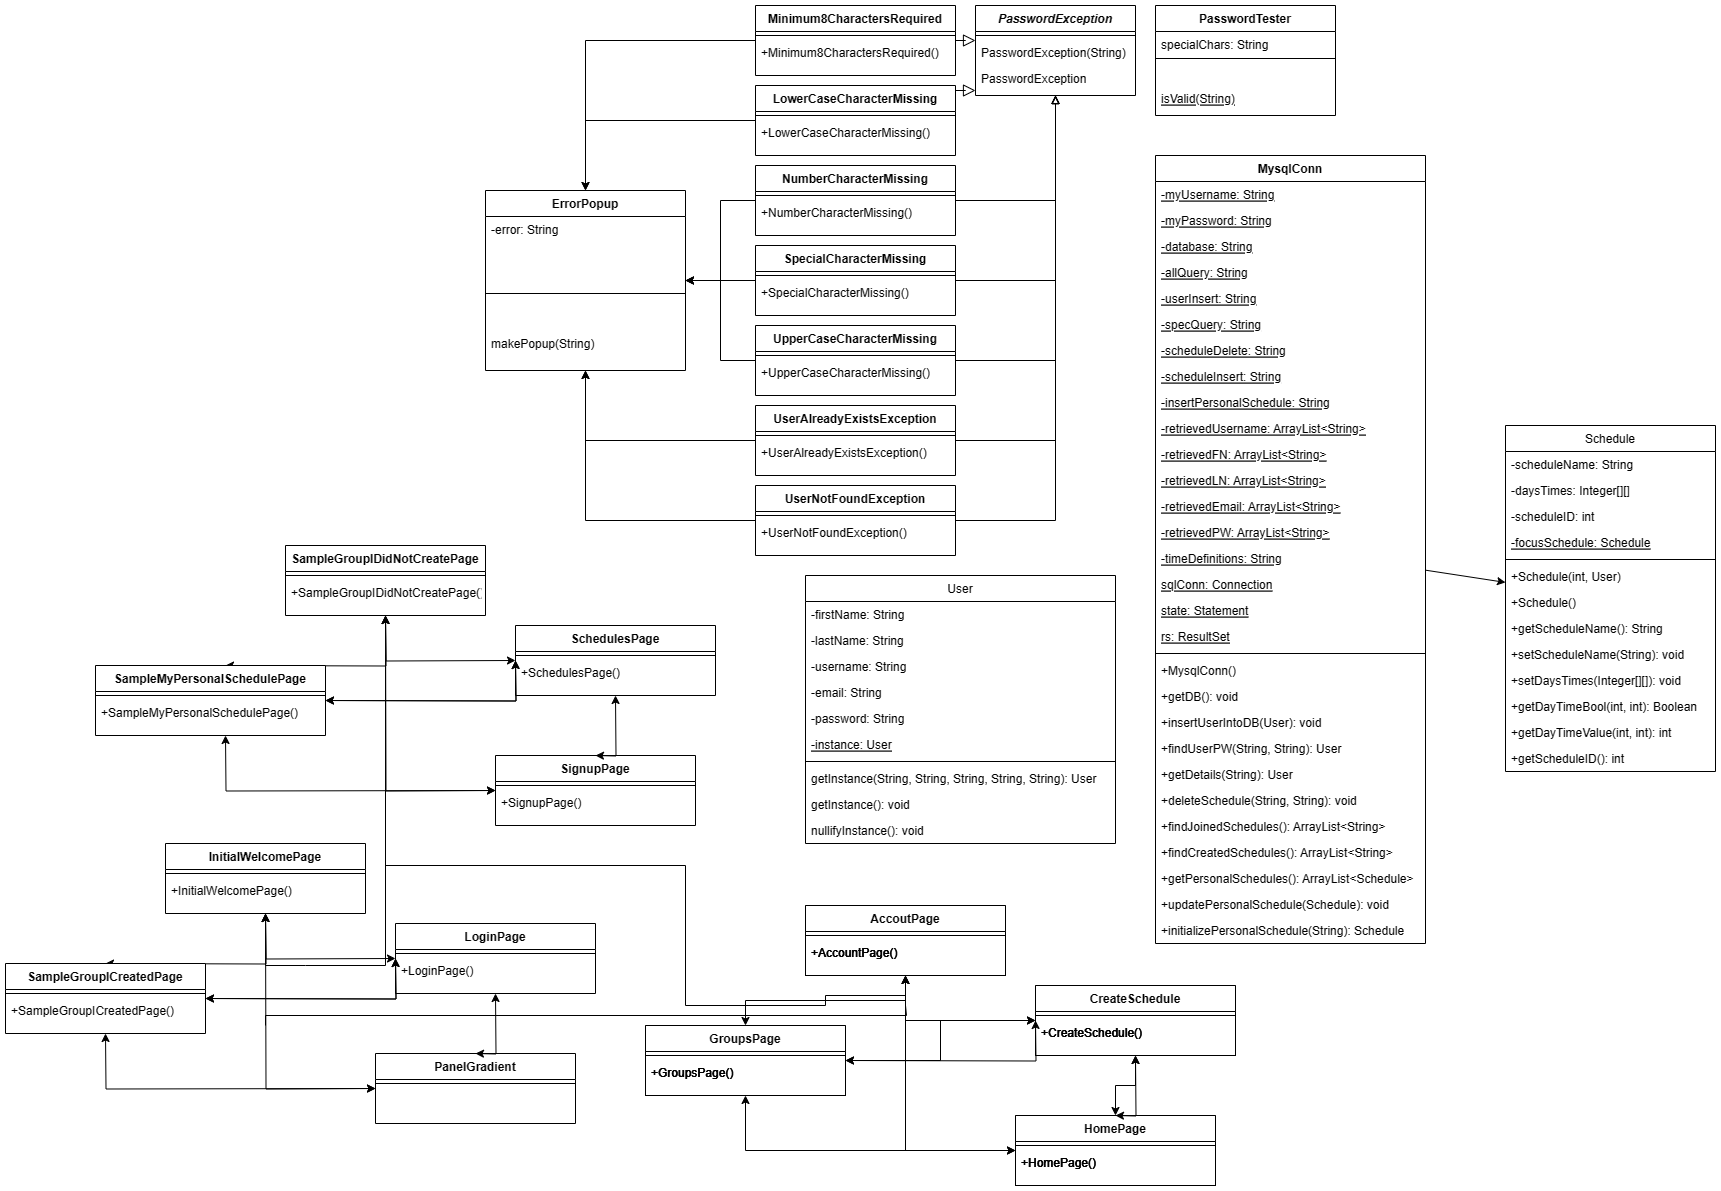 Minimum8CharactersRequired
+Minimum8CharactersRequired()
PasswordException
PasswordException(String)
PasswordException
PasswordTester
specialChars: String
isValid(String)
LowerCaseCharacterMissing
+LowerCaseCharacterMissing()
NumberCharacterMissing
+NumberCharacterMissing()
SpecialCharacterMissing
+SpecialCharacterMissing()
UpperCaseCharacterMissing
+UpperCaseCharacterMissing()
UserAlreadyExistsException
+UserAlreadyExistsException()
UserNotFoundException
+UserNotFoundException()
ErrorPopup
-error: String
makePopup(String)
MysqlConn
-myUsername: String
-myPassword: String
-database: String
-allQuery: String
-userInsert: String
-specQuery: String
-scheduleDelete: String
-scheduleInsert: String
-insertPersonalSchedule: String
-retrievedUsername: ArrayList<String>
-retrievedFN: ArrayList<String>
-retrievedLN: ArrayList<String>
-retrievedEmail: ArrayList<String>
-retrievedPW: ArrayList<String>
-timeDefinitions: String
sqlConn: Connection
state: Statement
rs: ResultSet
+MysqlConn()
+getDB(): void
+insertUserIntoDB(User): void
+findUserPW(String, String): User
+getDetails(String): User
+deleteSchedule(String, String): void
+findJoinedSchedules(): ArrayList<String>
+findCreatedSchedules(): ArrayList<String>
+getPersonalSchedules(): ArrayList<Schedule>
+updatePersonalSchedule(Schedule): void
+initializePersonalSchedule(String): Schedule
Schedule
-scheduleName: String
-daysTimes: Integer[][]
-scheduleID: int
-focusSchedule: Schedule
+Schedule(int, User)
+Schedule()
+getScheduleName(): String
+setScheduleName(String): void
+setDaysTimes(Integer[][]): void
+getDayTimeBool(int, int): Boolean
+getDayTimeValue(int, int): int
+getScheduleID(): int
User
-firstName: String
-lastName: String
-username: String
-email: String
-password: String
-instance: User
getInstance(String, String, String, String, String): User
getInstance(): void
nullifyInstance(): void
SampleGroupIDidNotCreatePage
+SampleGroupIDidNotCreatePage()
SchedulesPage
+SchedulesPage()
SampleMyPersonalSchedulePage
+SampleMyPersonalSchedulePage()
SignupPage
+SignupPage()
InitialWelcomePage
+InitialWelcomePage()
LoginPage
+LoginPage()
SampleGroupICreatedPage
+SampleGroupICreatedPage()
PanelGradient
AccoutPage
+AccountPage()
CreateSchedule
+CreateSchedule()
GroupsPage
+GroupsPage()
HomePage
+HomePage()